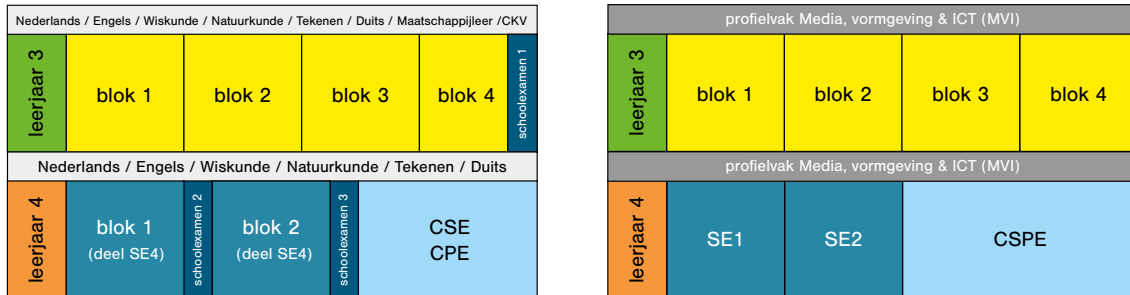 Nederlands / Engels / Wiskunde / Natuurkunde / Tekenen / Duits / Maatschappijleer /CKV
leerjaar 3
blok 1
blok 2
blok 3
blok 4
schoolexamen 1
Nederlands / Engels / Wiskunde / Natuurkunde / Tekenen / Duits
leerjaar 4
blok 1
(deel SE4)
schoolexamen 2
blok 2
(deel SE4)
schoolexamen 3
CSE
CPE
profielvak Media, vormgeving & ICT (MVI)
leerjaar 3
blok 1
blok 2
blok 3
blok 4
profielvak Media, vormgeving & ICT (MVI)
leerjaar 4
SE1
SE2
CSPE